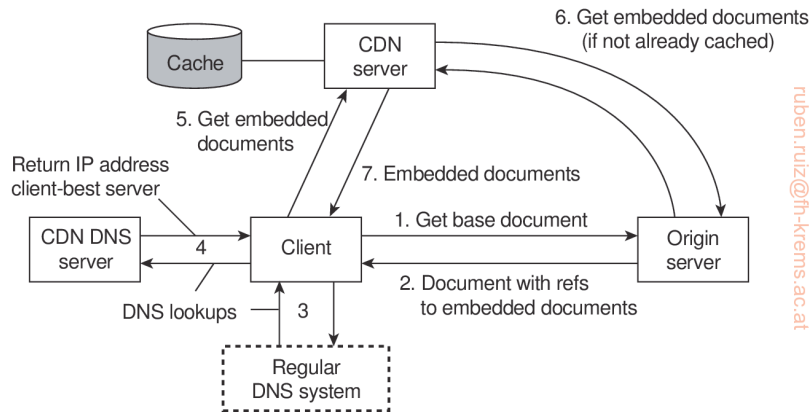 6. Get embedded documents
(if not already cached)
CDN
server
Cache
5. Get embedded
documents
Return IP address
client-best server
7. Embedded documents
1. Get base document
CDN DNS
server
4
Client
Origin
server
2. Document with refs
to embedded documents
DNS lookups
3
Regular
DNS system
ruben.ruiz@fh-krems.ac.at